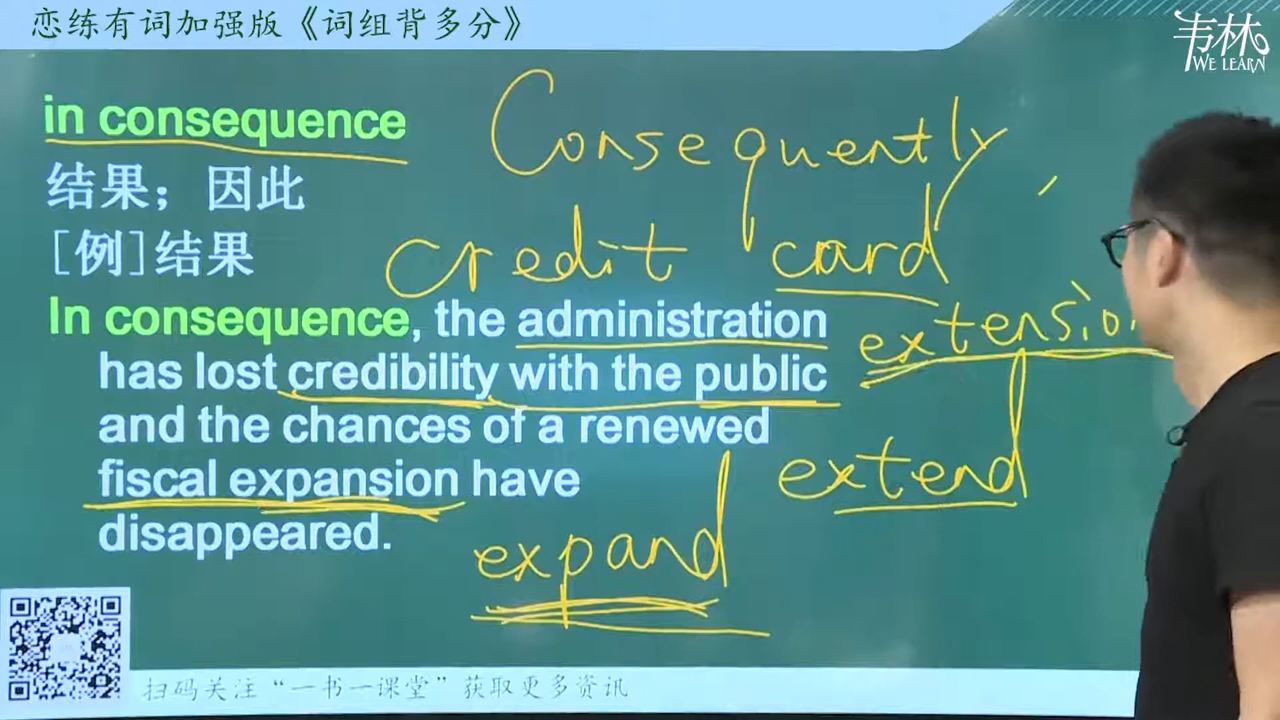 恋练有词加强版《词组背多分》
韦林
WE LEARN
in consequence
结果；因此
[例]结果
In consequence, the administration
has lost credibility with the public
and the chances of a renewed
fiscal expansion have
disappeared.
Consequently
credit card
extension
extend
expand
扫码关注“一书一课堂”获取更多资讯